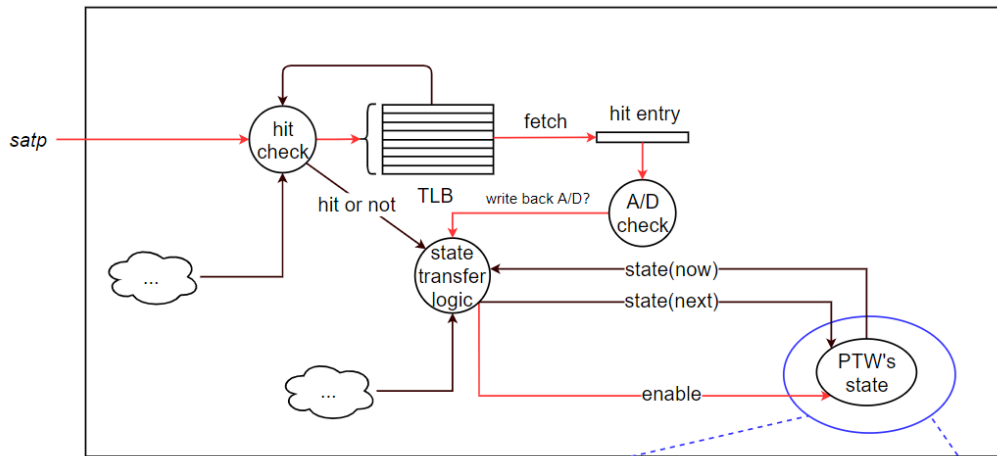 satp
hit
check
fetch
hit entry
TLB
hit or not
write back A/D?
A/D
check
state
transfer
logic
...
state(now)
state(next)
...
enable
PTW's
state